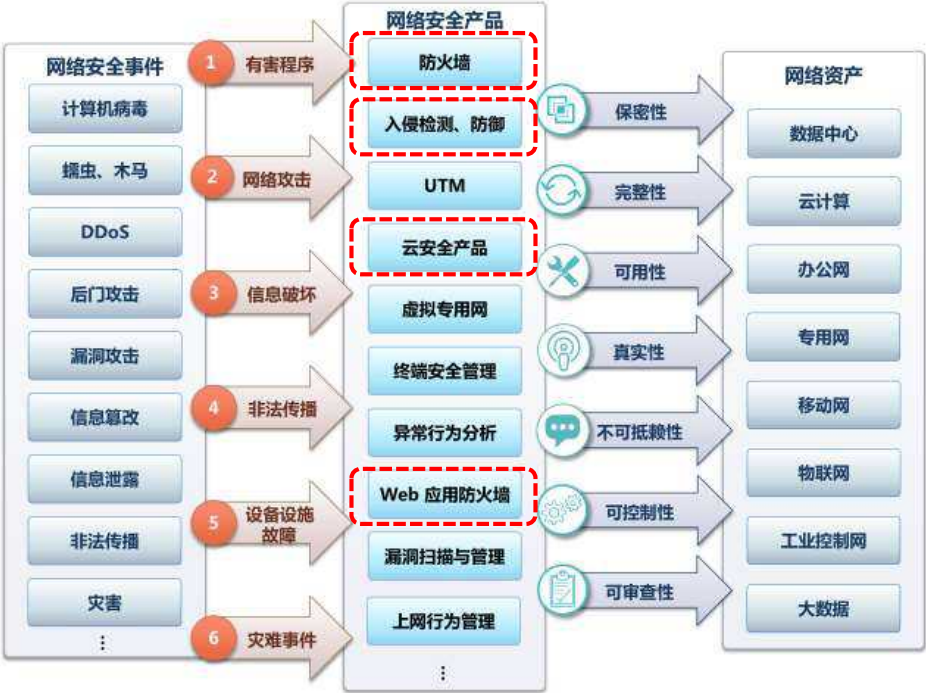 网络安全事件
计算机病毒
蠕虫、木马
DDoS
后门攻击
漏洞攻击
信息篡改
信息泄露
非法传播
灾害
⋮
1 有害程序
2 网络攻击
3 信息破坏
4 非法传播
5 设备设施
故障
6 灾难事件
网络安全产品
防火墙
入侵检测、防御
UTM
云安全产品
虚拟专用网
终端安全管理
异常行为分析
Web 应用防火墙
漏洞扫描与管理
上网行为管理
⋮
保密性
完整性
可用性
真实性
不可抵赖性
可控制性
可审查性
网络资产
数据中心
云计算
办公网
专用网
移动网
物联网
工业控制网
大数据